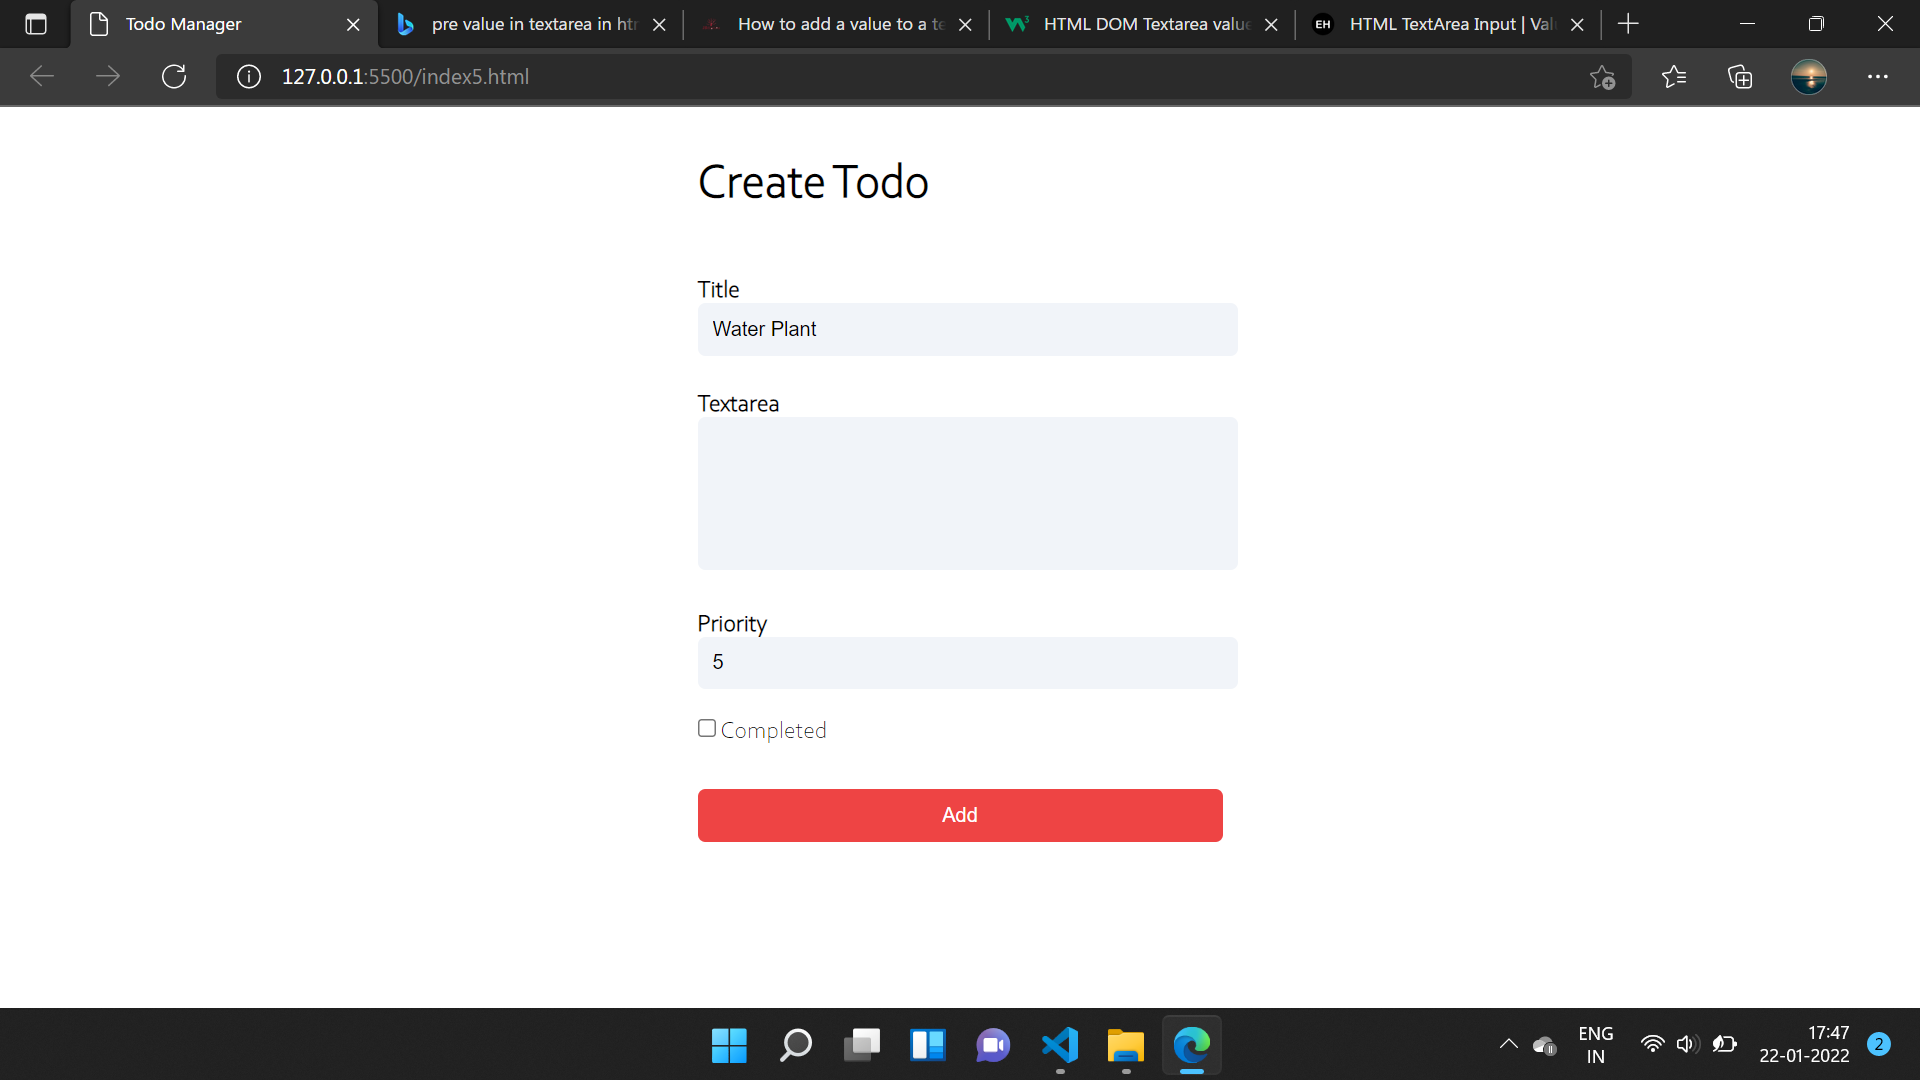 Todo Manager
pre value in textarea in htm
How to add a value to a te
HTML DOM Textarea value
EH
HTML TextArea Input | Val
127.0.0.1:5500/index5.html
Create Todo
Title
Water Plant
Textarea
Priority
5
Completed
Add
ENG
IN
17:47
22-01-2022
2